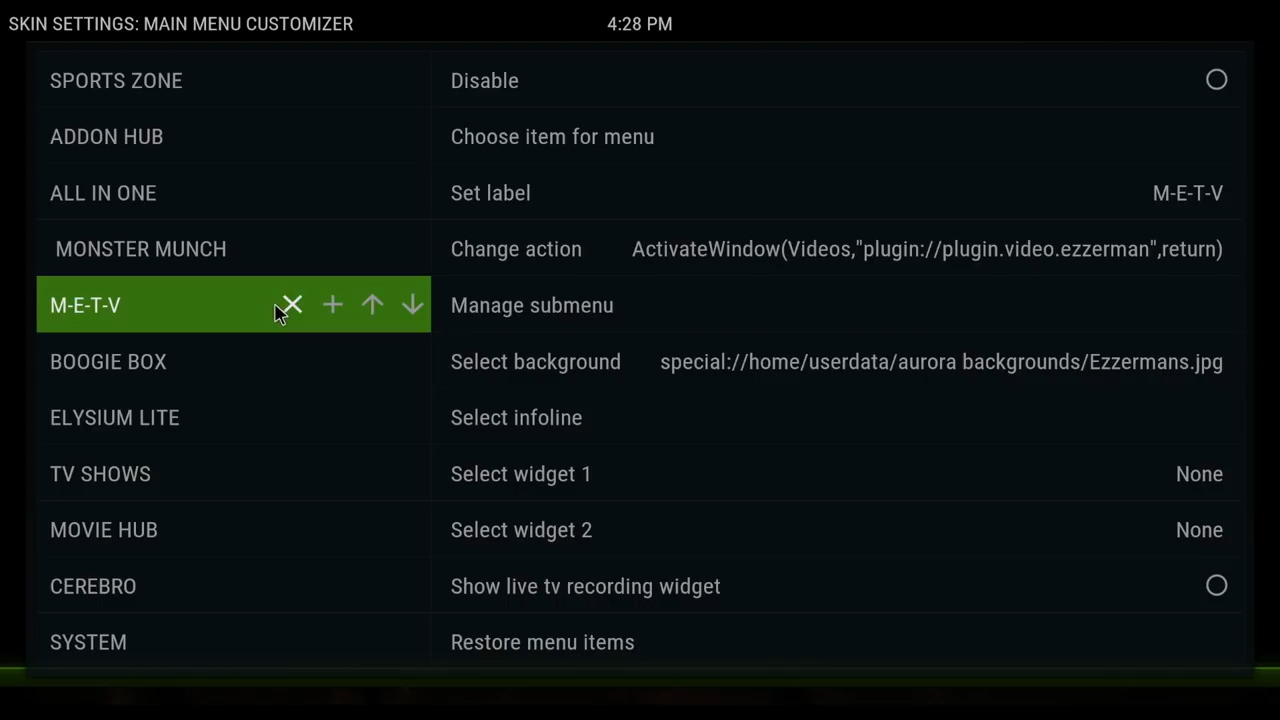 SKIN SETTINGS: MAIN MENU CUSTOMIZER 4:28 PM
SPORTS ZONE Disable
ADDON HUB Choose item for menu
ALL IN ONE Set label M-E-T-V
MONSTER MUNCH Change action ActivateWindow(Videos,"plugin://plugin.video.ezzerman",return)
M-E-T-V Manage submenu
BOOGIE BOX Select background special://home/userdata/aurora backgrounds/Ezzermans.jpg
ELYSIUM LITE Select infoline
TV SHOWS Select widget 1 None
MOVIE HUB Select widget 2 None
CEREBRO Show live tv recording widget
SYSTEM Restore menu items